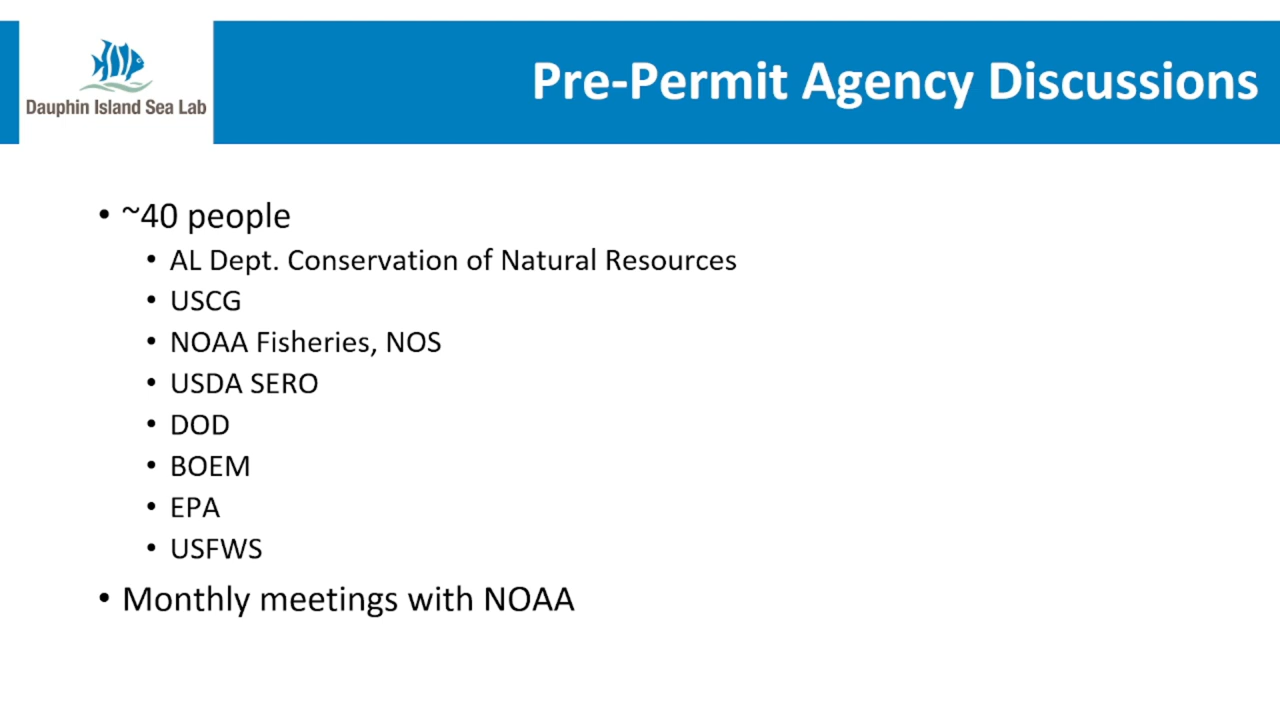 Dauphin Island Sea Lab
Pre-Permit Agency Discussions
• ~40 people
• AL Dept. Conservation of Natural Resources
• USCG
• NOAA Fisheries, NOS
• USDA SERO
• DOD
• BOEM
• EPA
• USFWS
• Monthly meetings with NOAA